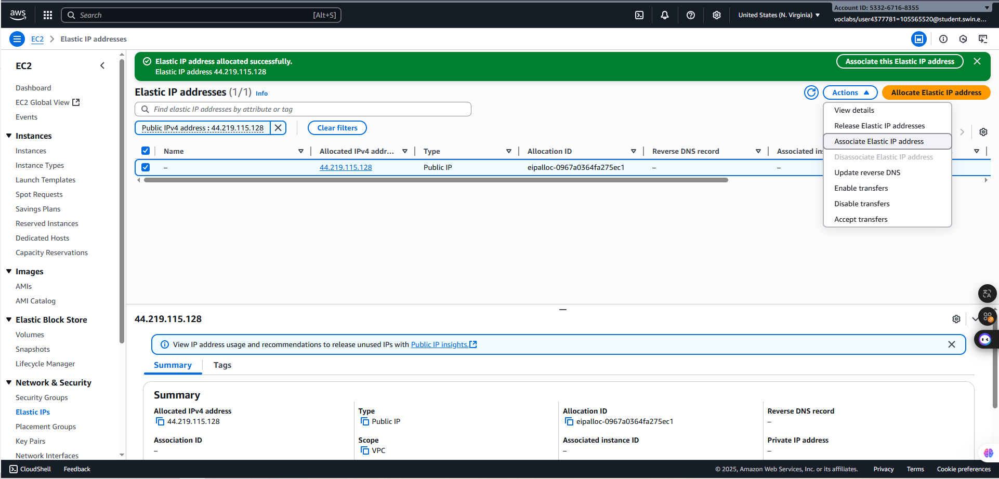 aws
Search
[Alt+S]
United States (N. Virginia)
Account ID: 5332-6716-8355
voclabs/user4377781=105565520@student.swin.e...
EC2
Elastic IP addresses
EC2
Dashboard
EC2 Global View
Events
Instances
Instances
Instance Types
Launch Templates
Spot Requests
Savings Plans
Reserved Instances
Dedicated Hosts
Capacity Reservations
Images
AMIs
AMI Catalog
Elastic Block Store
Volumes
Snapshots
Lifecycle Manager
Network & Security
Security Groups
Elastic IPs
Placement Groups
Key Pairs
Network Interfaces
Elastic IP address allocated successfully.
Elastic IP address 44.219.115.128
Associate this Elastic IP address
Elastic IP addresses (1/1) Info
Actions
Allocate Elastic IP address
Find elastic IP addresses by attribute or tag
Public IPv4 address : 44.219.115.128
Clear filters
View details
Release Elastic IP addresses
Associate Elastic IP address
Disassociate Elastic IP address
Update reverse DNS
Enable transfers
Disable transfers
Accept transfers
Name
Allocated IPv4 addr...
Type
Allocation ID
Reverse DNS record
Associated in
–
44.219.115.128
Public IP
eipalloc-0967a0364fa275ec1
–
–
44.219.115.128
View IP address usage and recommendations to release unused IPs with Public IP insights.
Summary
Tags
Summary
Allocated IPv4 address
44.219.115.128
Type
Public IP
Allocation ID
eipalloc-0967a0364fa275ec1
Reverse DNS record
–
Association ID
–
Scope
VPC
Associated instance ID
–
Private IP address
–
CloudShell
Feedback
© 2025, Amazon Web Services, Inc. or its affiliates.
Privacy
Terms
Cookie preferences